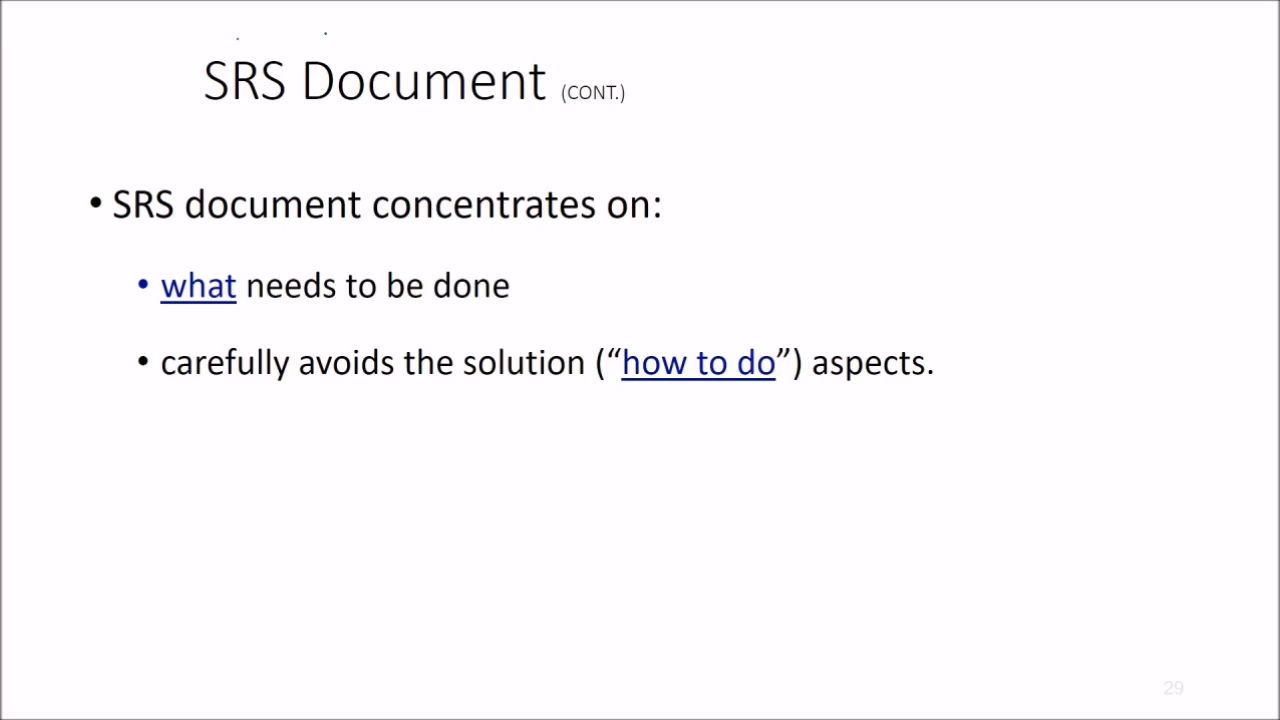 SRS Document (CONT.)
• SRS document concentrates on:
• what needs to be done
• carefully avoids the solution (“how to do”) aspects.
29